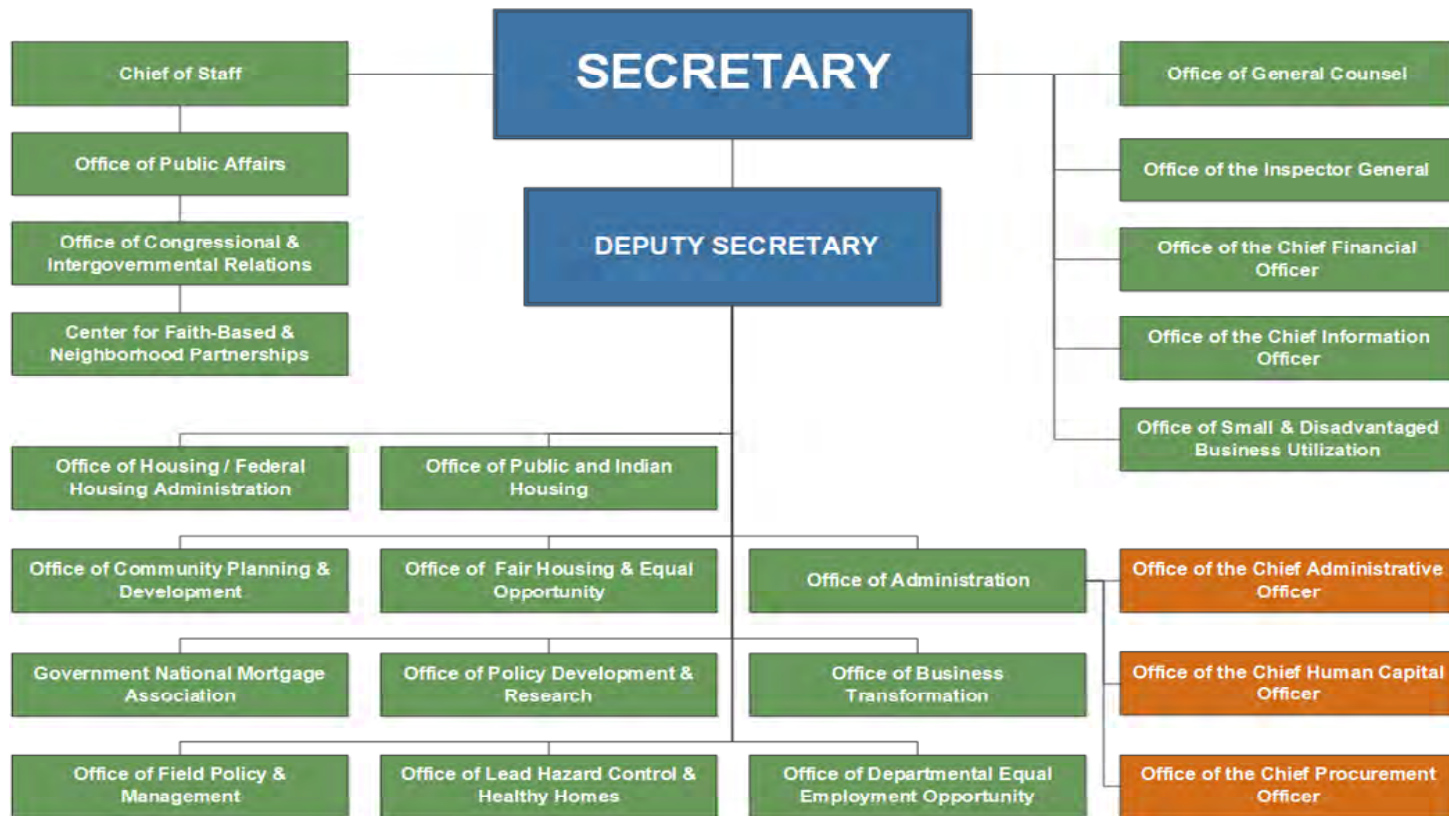 SECRETARY
Chief of Staff
Office of General Counsel
Office of Public Affairs
Office of the Inspector General
DEPUTY SECRETARY
Office of Congressional &
Intergovernmental Relations
Office of the Chief Financial
Officer
Center for Faith-Based &
Neighborhood Partnerships
Office of the Chief Information
Officer
Office of Small & Disadvantaged
Business Utilization
Office of Housing / Federal
Housing Administration
Office of Public and Indian
Housing
Office of Community Planning &
Development
Office of Fair Housing & Equal
Opportunity
Office of Administration
Office of the Chief Administrative
Officer
Government National Mortgage
Association
Office of Policy Development &
Research
Office of Business
Transformation
Office of the Chief Human Capital
Officer
Office of Field Policy &
Management
Office of Lead Hazard Control &
Healthy Homes
Office of Departmental Equal
Employment Opportunity
Office of the Chief Procurement
Officer